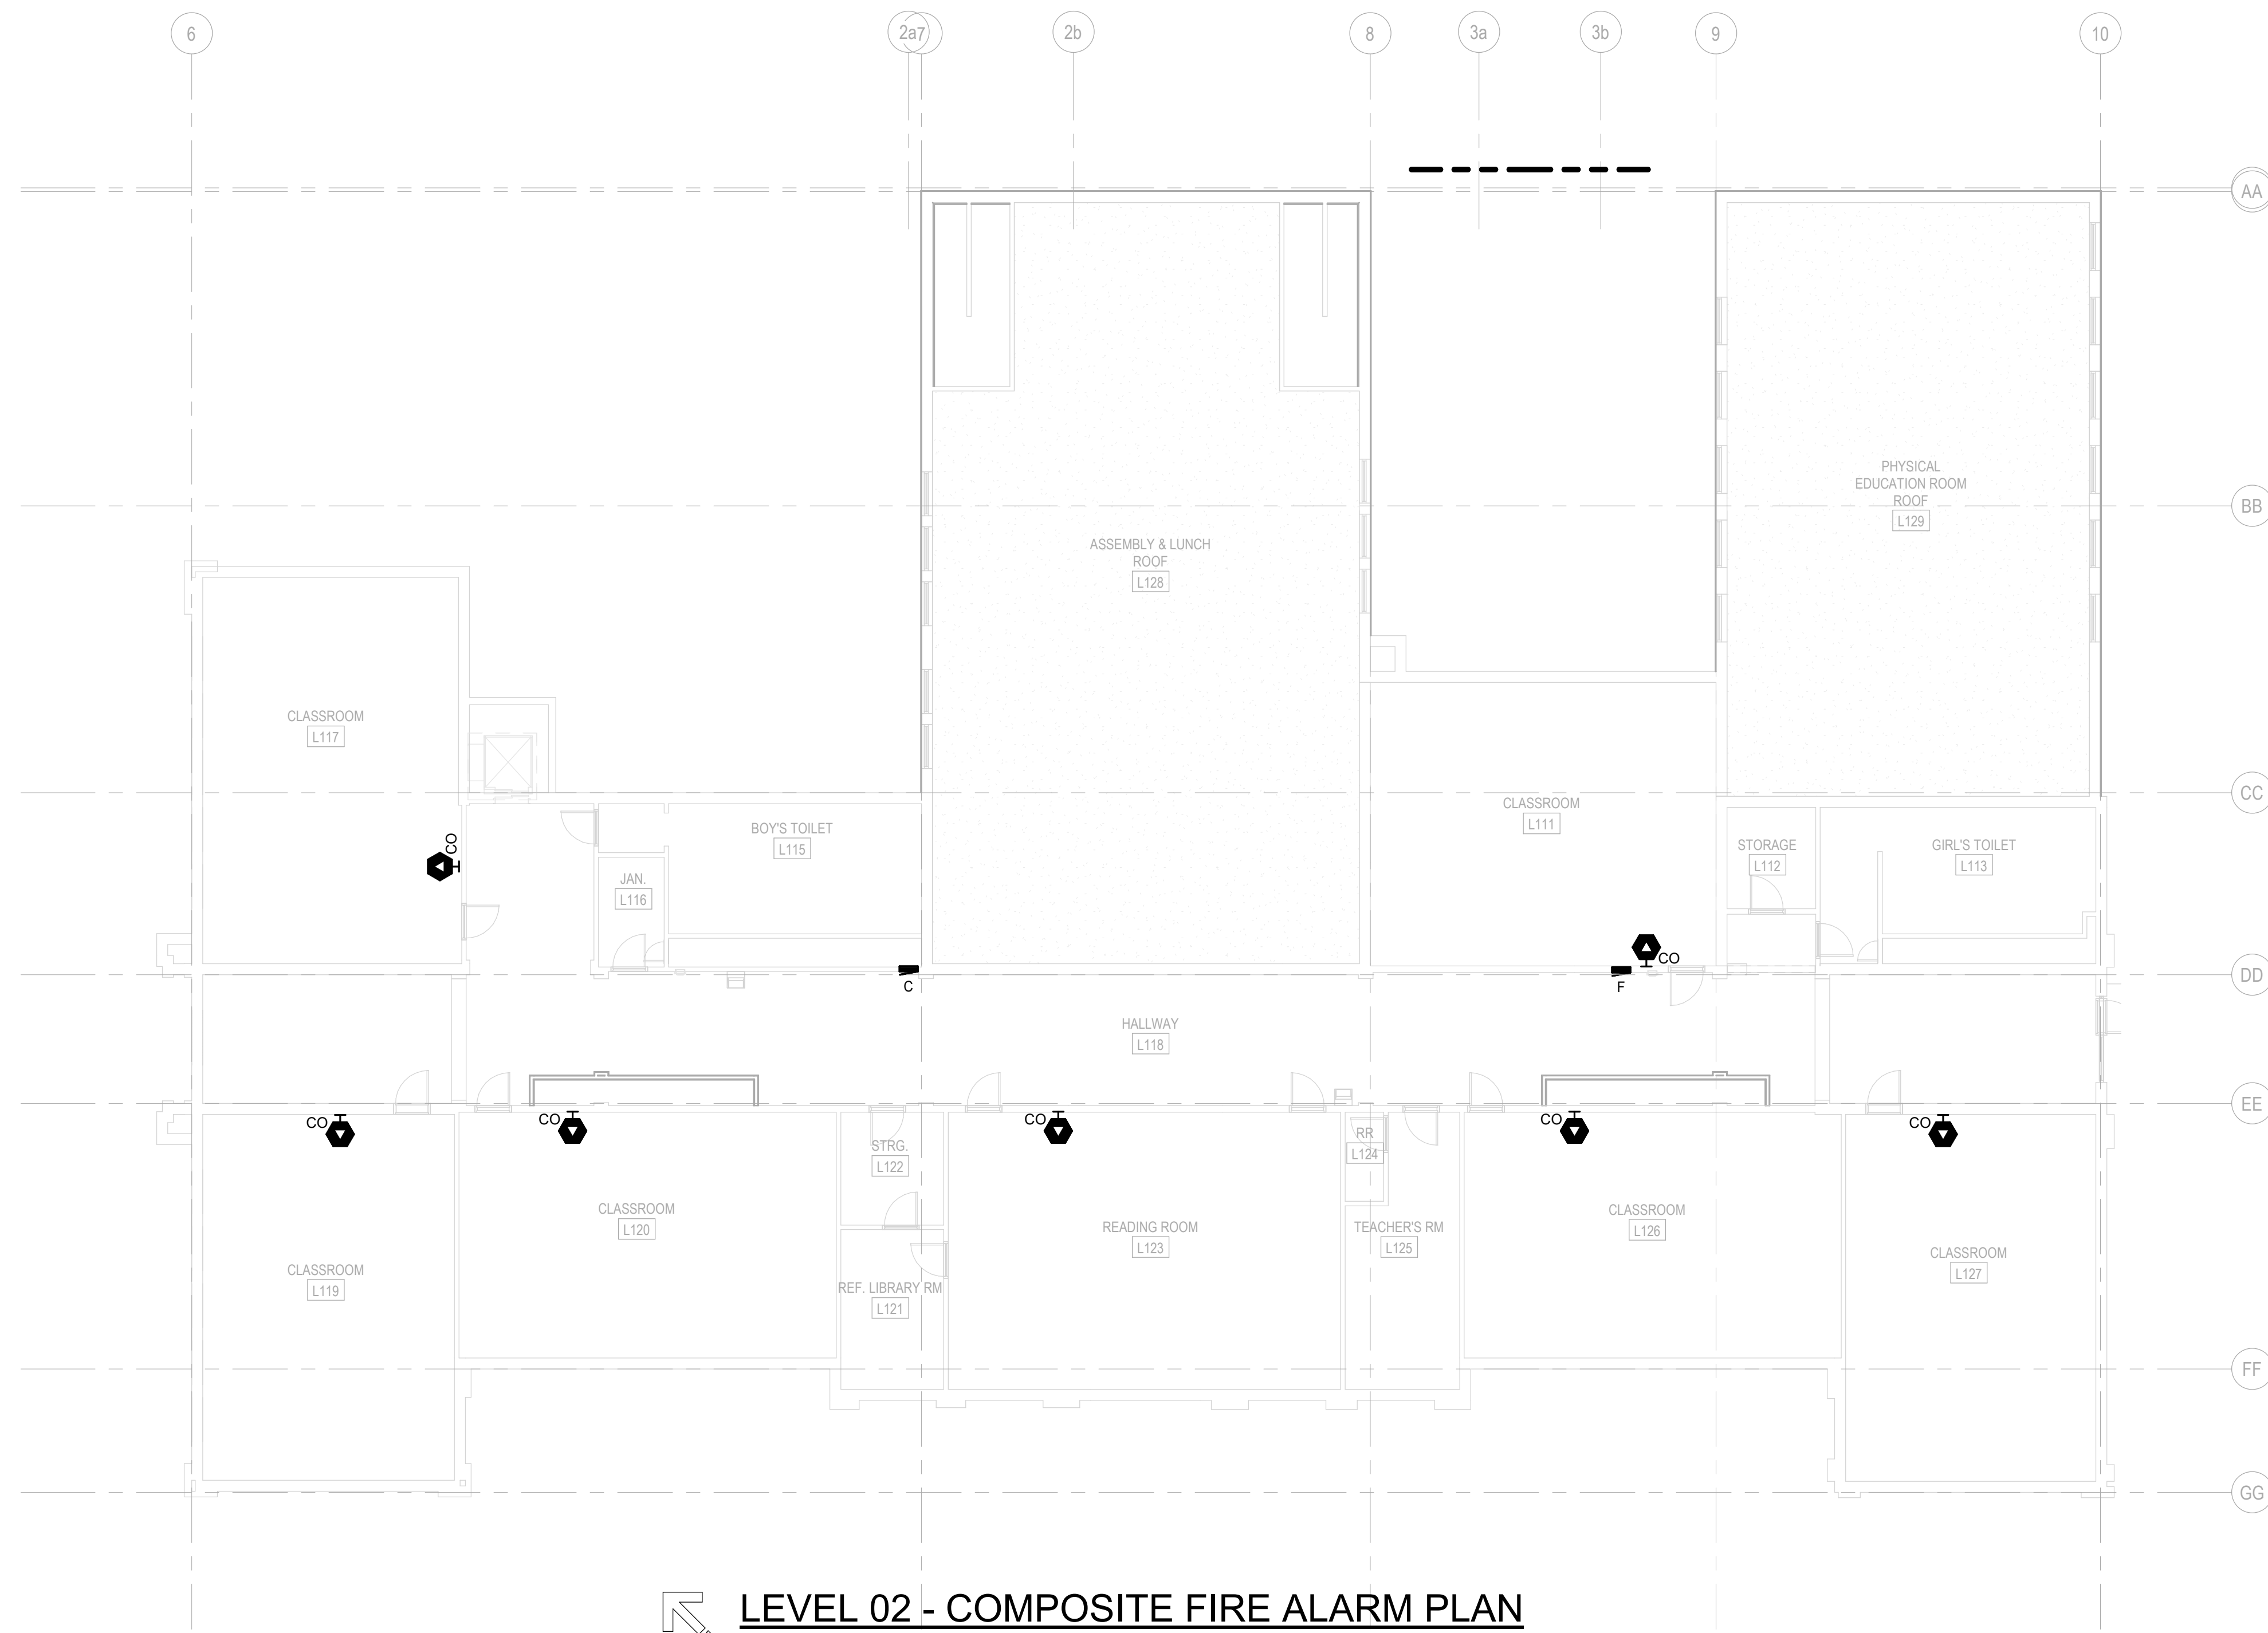 6
2a
7
2b
8
3a
3b
9
10
AA
BB
PHYSICAL
EDUCATION ROOM
ROOF
L129
ASSEMBLY & LUNCH
ROOF
L128
CLASSROOM
L117
CC
CLASSROOM
L111
BOY'S TOILET
L115
STORAGE
L112
GIRL'S TOILET
L113
CO
JAN.
L116
CO
DD
C
F
HALLWAY
L118
EE
CO
CO
CO
CO
CO
STRG.
L122
RR
L124
CLASSROOM
L120
READING ROOM
L123
TEACHER'S RM
L125
CLASSROOM
L126
CLASSROOM
L127
CLASSROOM
L119
REF. LIBRARY RM
L121
FF
GG
LEVEL 02 - COMPOSITE FIRE ALARM PLAN